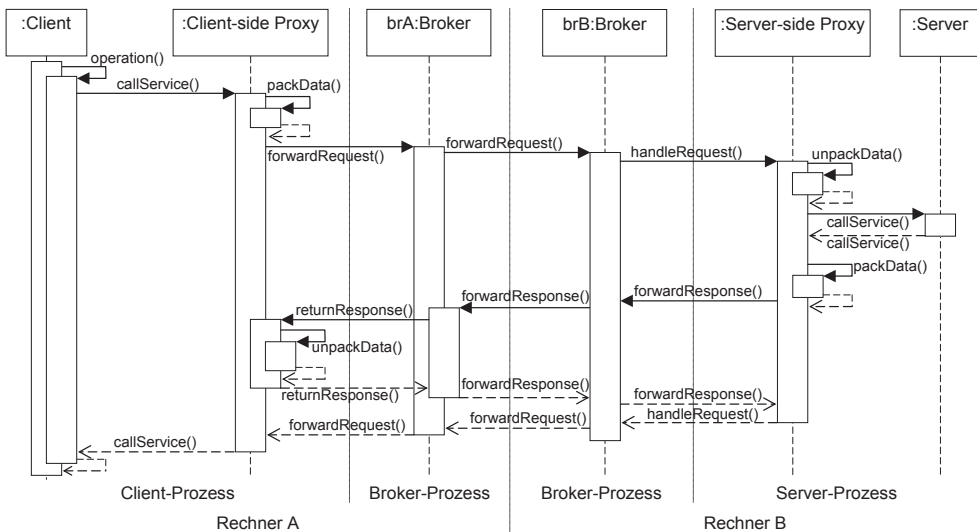 :Client
:Client-side Proxy
brA:Broker
brB:Broker
:Server-side Proxy
:Server
operation()
callService()
packData()
forwardRequest()
forwardRequest()
handleRequest()
unpackData()
callService()
callService()
packData()
forwardResponse()
forwardResponse()
returnResponse()
unpackData()
returnResponse()
forwardResponse()
forwardResponse()
handleRequest()
forwardRequest()
forwardRequest()
callService()
Client-Prozess
Broker-Prozess
Broker-Prozess
Server-Prozess
Rechner A
Rechner B